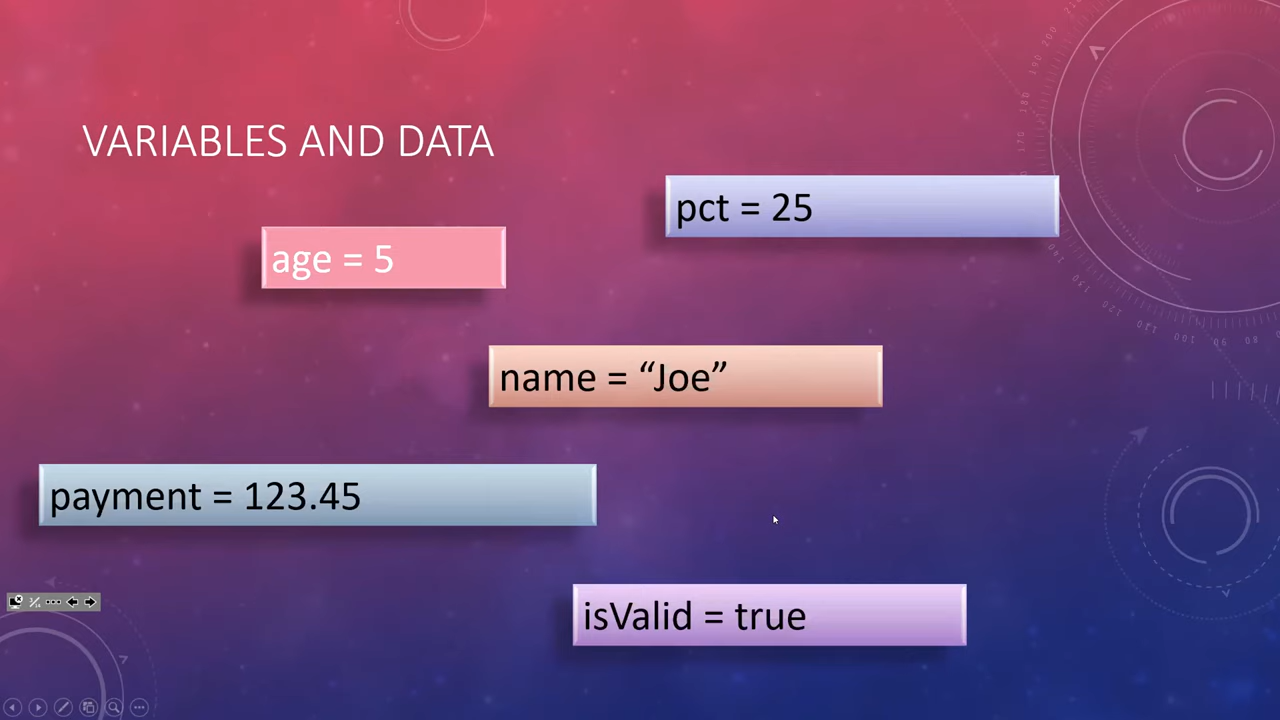 VARIABLES AND DATA
pct = 25
age = 5
name = “Joe”
payment = 123.45
isValid = true